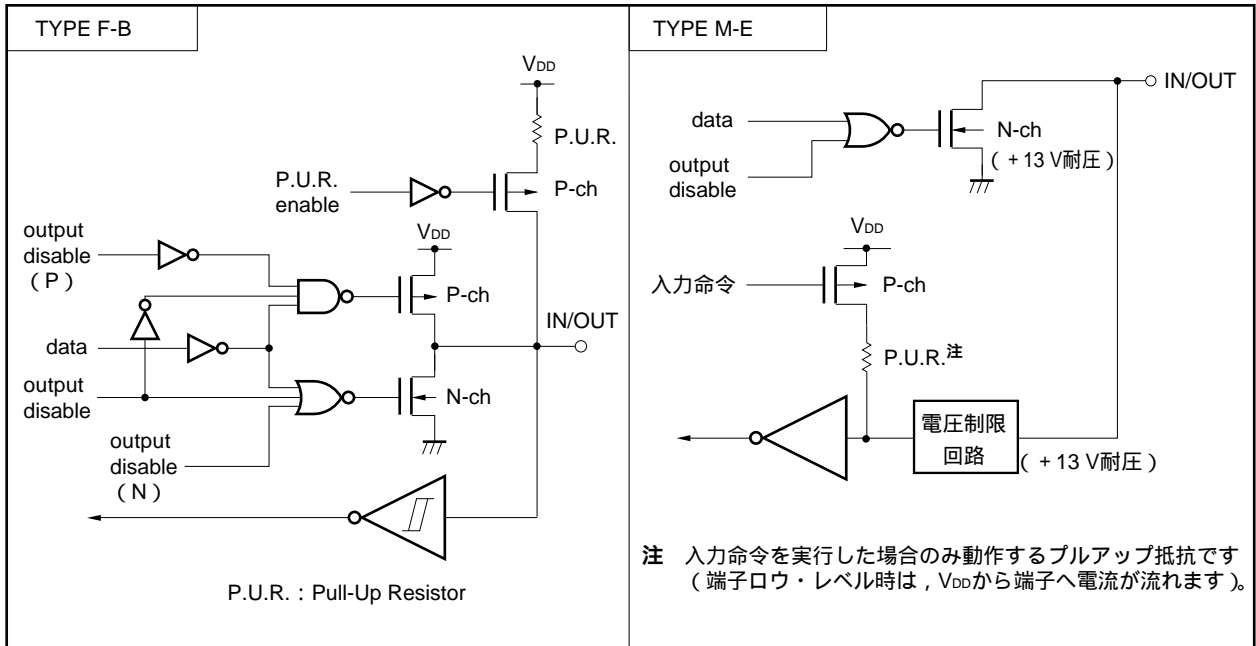 TYPE F-B
VDD
P.U.R.
P.U.R.
enable
P-ch
output
disable
( P )
VDD
P-ch
IN/OUT
data
output
disable
N-ch
output
disable
( N )
P.U.R. : Pull-Up Resistor
TYPE M-E
IN/OUT
data
output
disable
N-ch
( + 13 V耐圧 )
VDD
入力命令
P-ch
P.U.R.注
電圧制限
回路
( + 13 V耐圧 )
注 入力命令を実行した場合のみ動作するプルアップ抵抗です
( 端子ロウ・レベル時は , VDDから端子へ電流が流れます )。